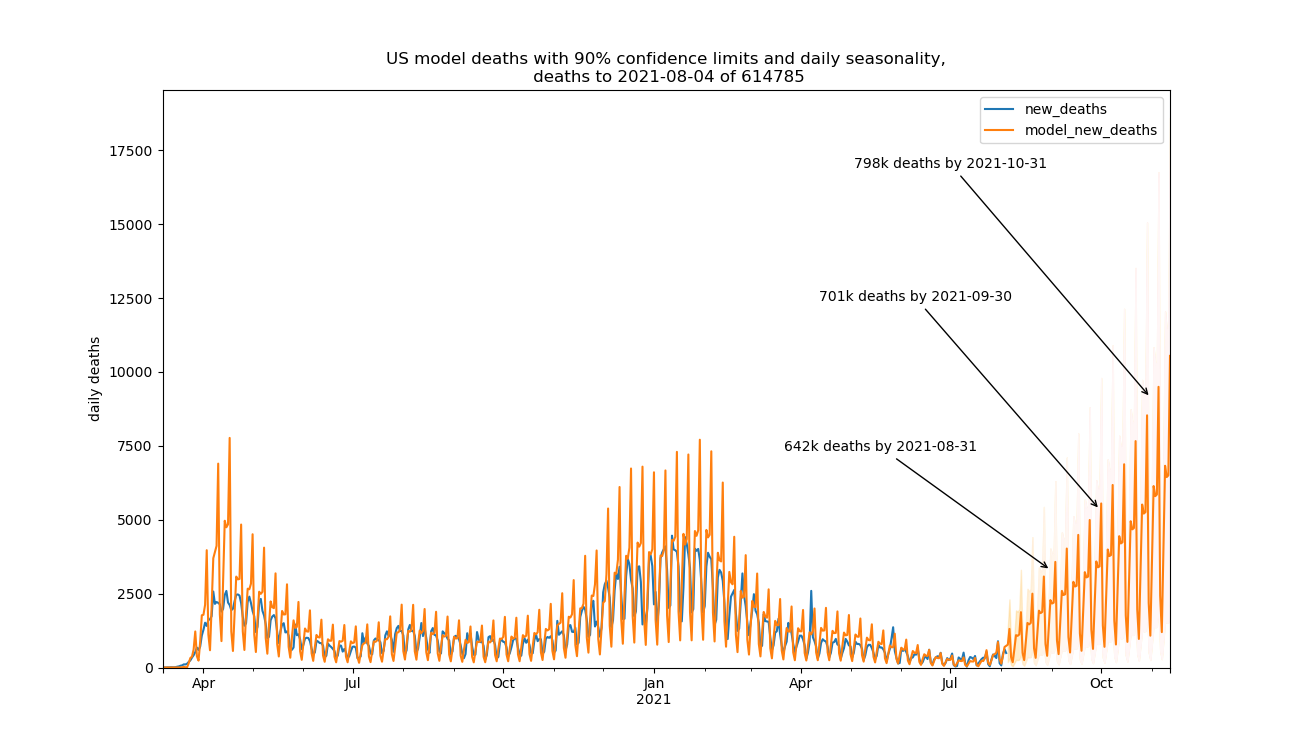 US model deaths with 90% confidence limits and daily seasonality,
deaths to 2021-08-04 of 614785
new_deaths
model_new_deaths
17500
798k deaths by 2021-10-31
15000
12500
701k deaths by 2021-09-30
daily deaths
10000
7500
642k deaths by 2021-08-31
5000
2500
0
Apr Jul Oct Jan Apr Jul Oct
2021